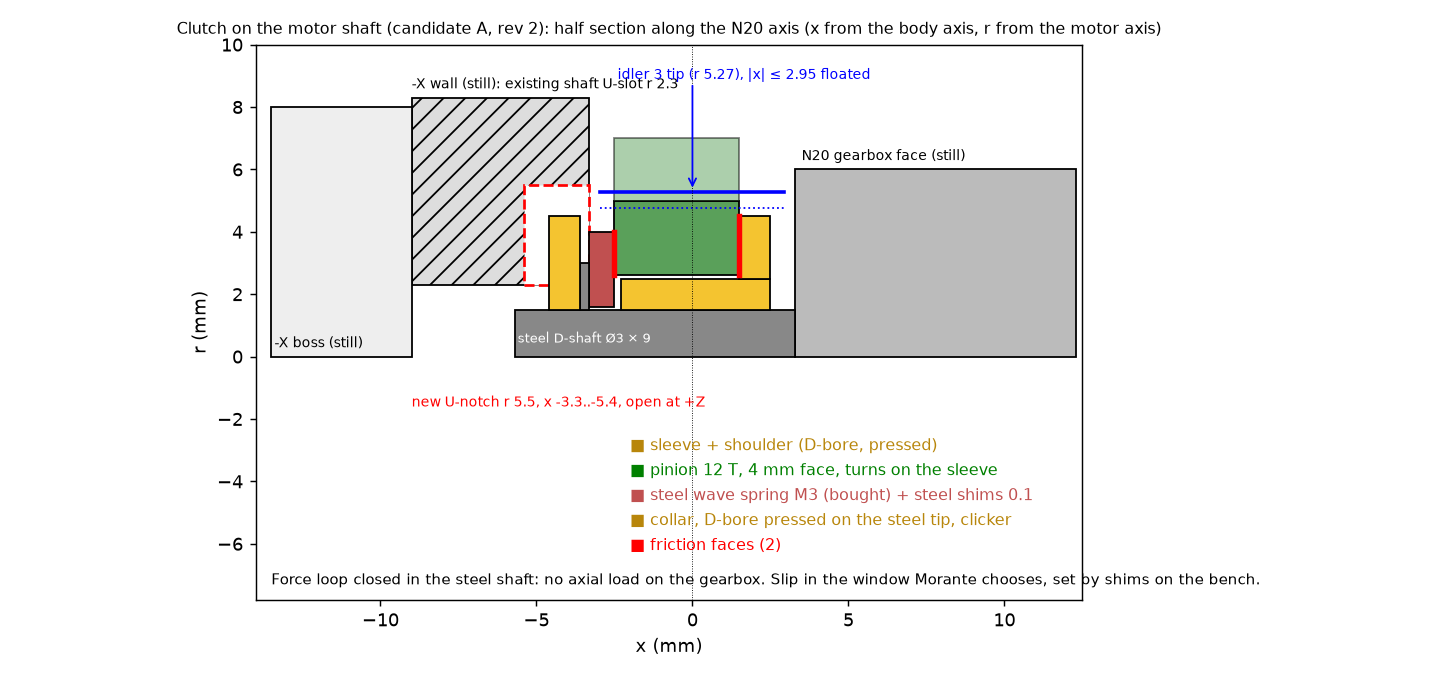 Clutch on the motor shaft (candidate A, rev 2): half section along the N20 axis (x from the body axis, r from the motor axis)
10
idler 3 tip (r 5.27), |x| ≤ 2.95 floated
-X wall (still): existing shaft U-slot r 2.3
8
N20 gearbox face (still)
6
4
2
r (mm)
-X boss (still)
steel D-shaft Ø3 × 9
0
new U-notch r 5.5, x -3.3..-5.4, open at +Z
−2
■ sleeve + shoulder (D-bore, pressed)
■ pinion 12 T, 4 mm face, turns on the sleeve
−4
■ steel wave spring M3 (bought) + steel shims 0.1
■ collar, D-bore pressed on the steel tip, clicker
−6
■ friction faces (2)
Force loop closed in the steel shaft: no axial load on the gearbox. Slip in the window Morante chooses, set by shims on the bench.
−10 −5 0 5 10
x (mm)